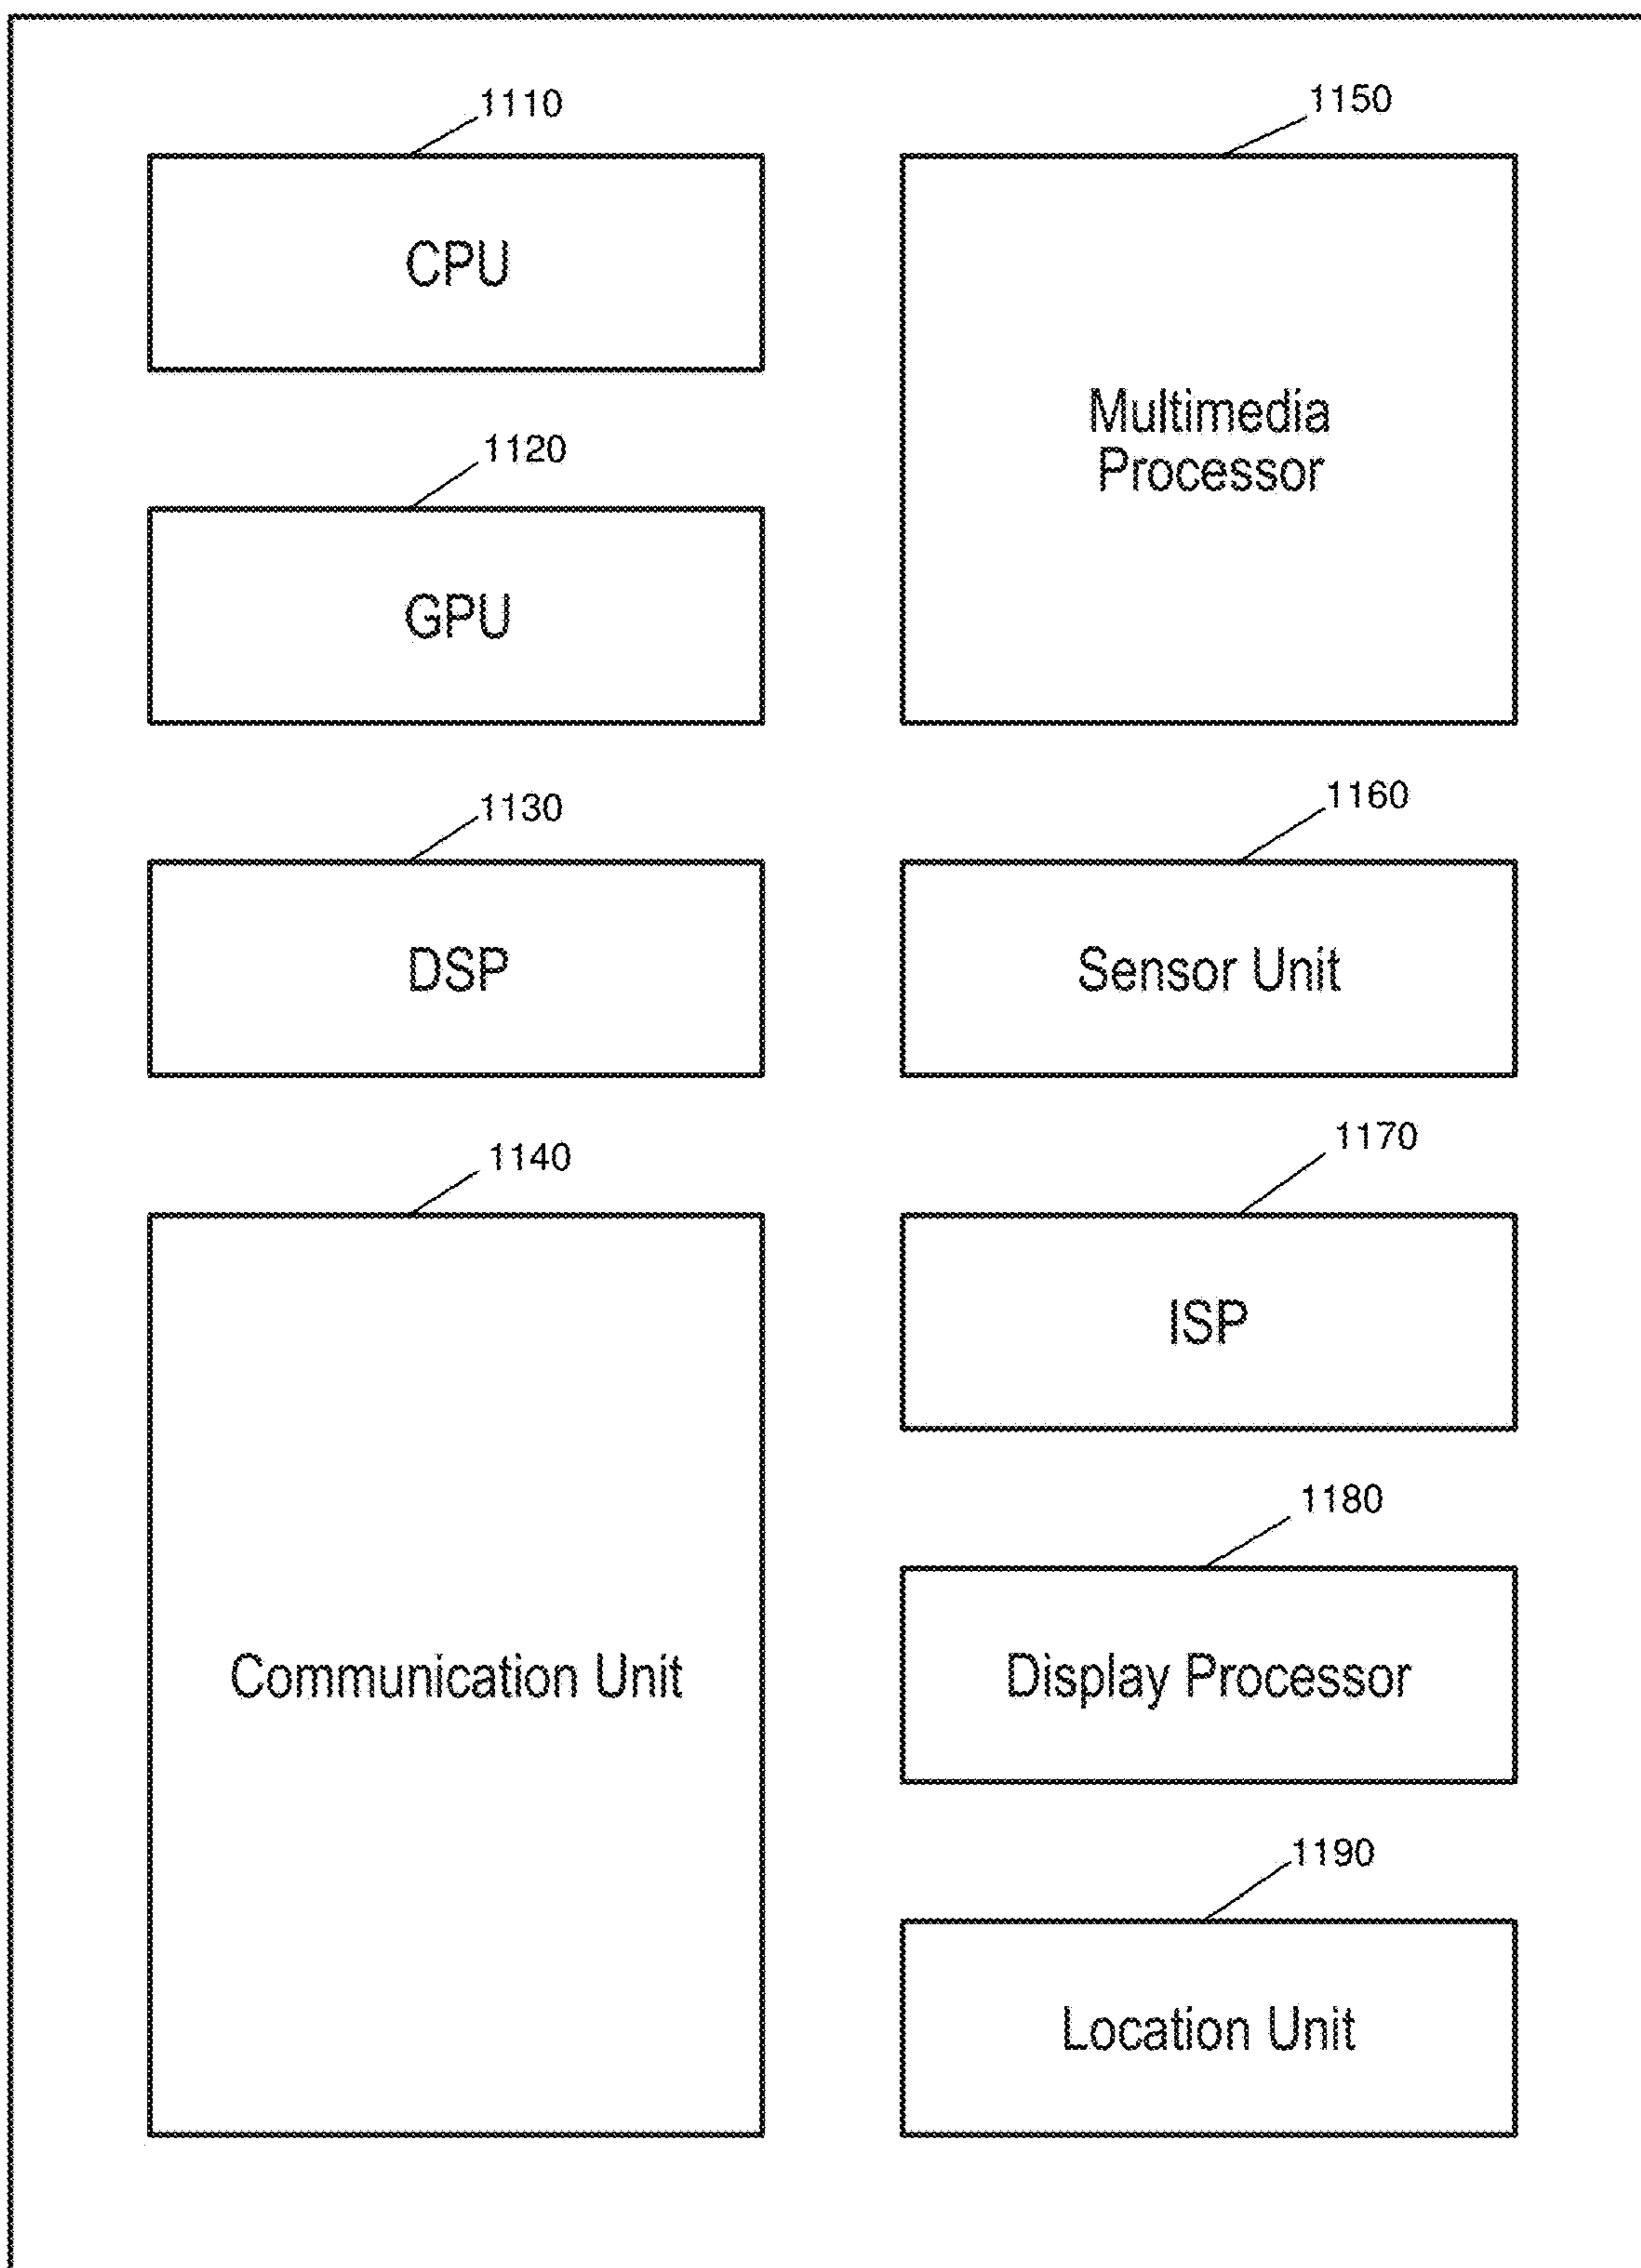 1110
CPU
1120
GPU
1130
DSP
1140
Communication Unit
1150
Multimedia
Processor
1160
Sensor Unit
1170
ISP
1180
Display Processor
1190
Location Unit